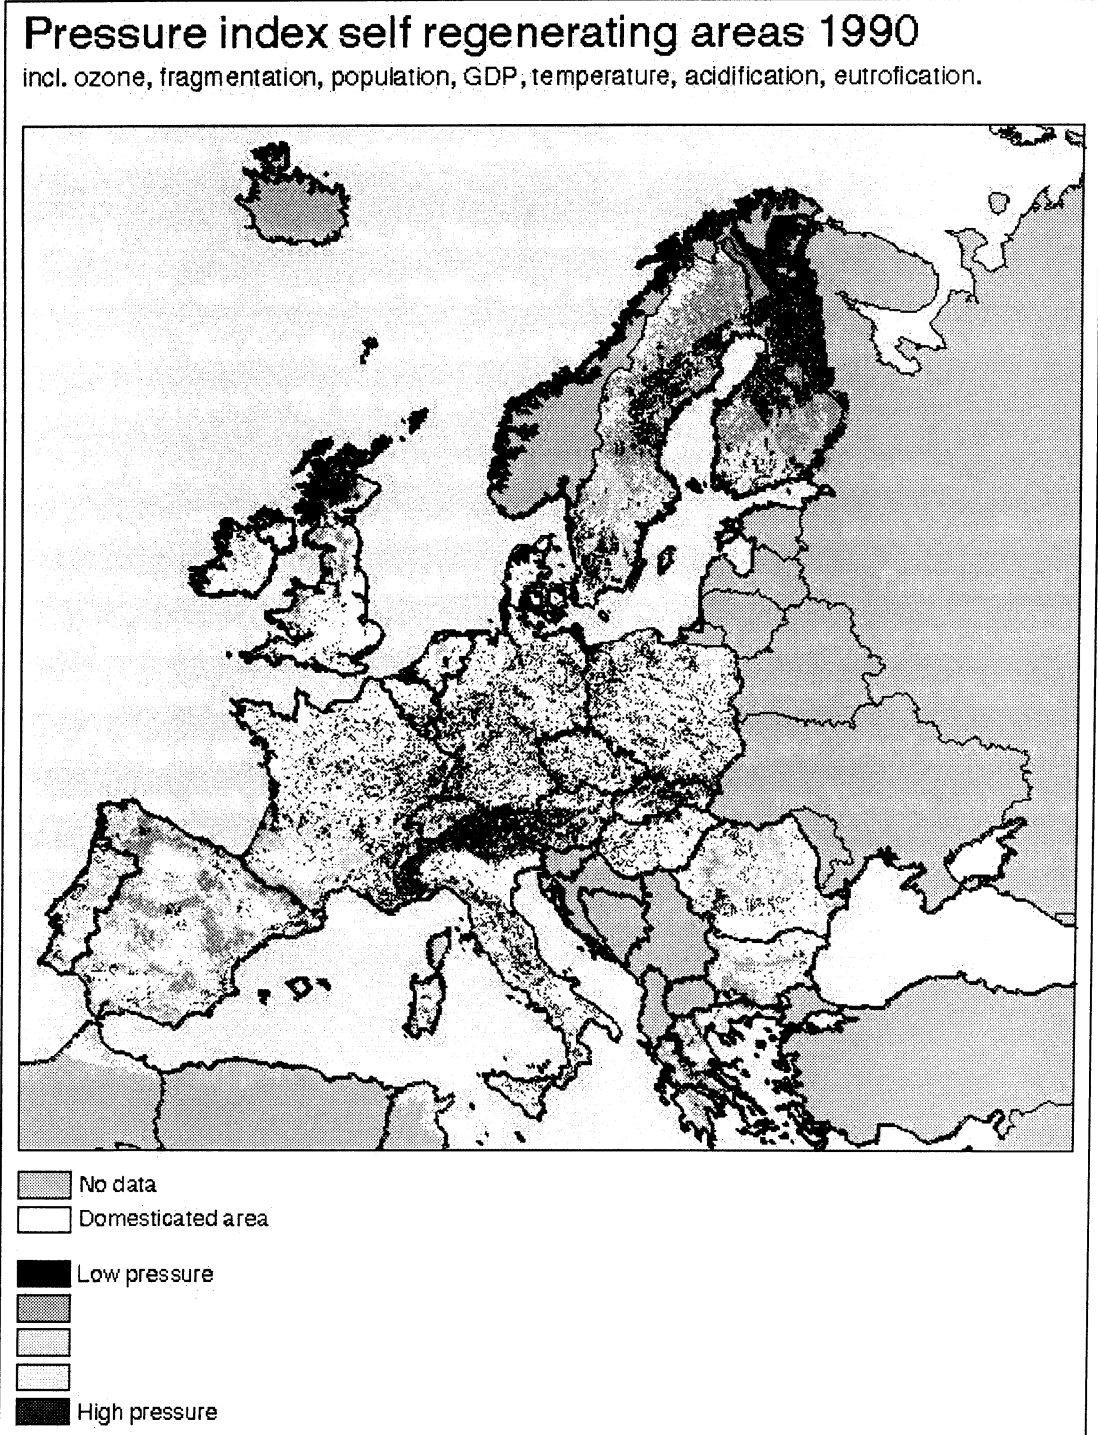 Pressure index self regenerating areas 1990
incl. ozone, fragmentation, population, GDP, temperature, acidification, eutrofication.
No data
Domesticated area
Low pressure
High pressure